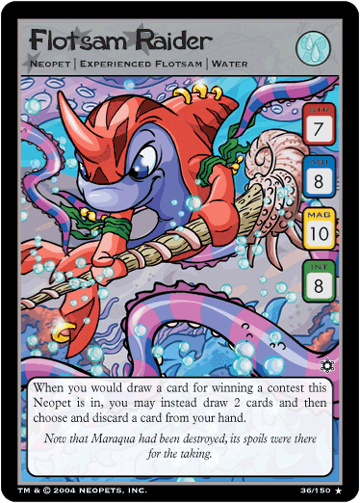 Flotsam Raider
Neopet | Experienced Flotsam | Water
STR
7
AGI
8
MAG
10
INT
8
When you would draw a card for winning a contest this
Neopet is in, you may instead draw 2 cards and then
choose and discard a card from your hand.
Now that Maraqua had been destroyed, its spoils were there
for the taking.
TM & © 2004 NEOPETS, INC. 36/150 ★